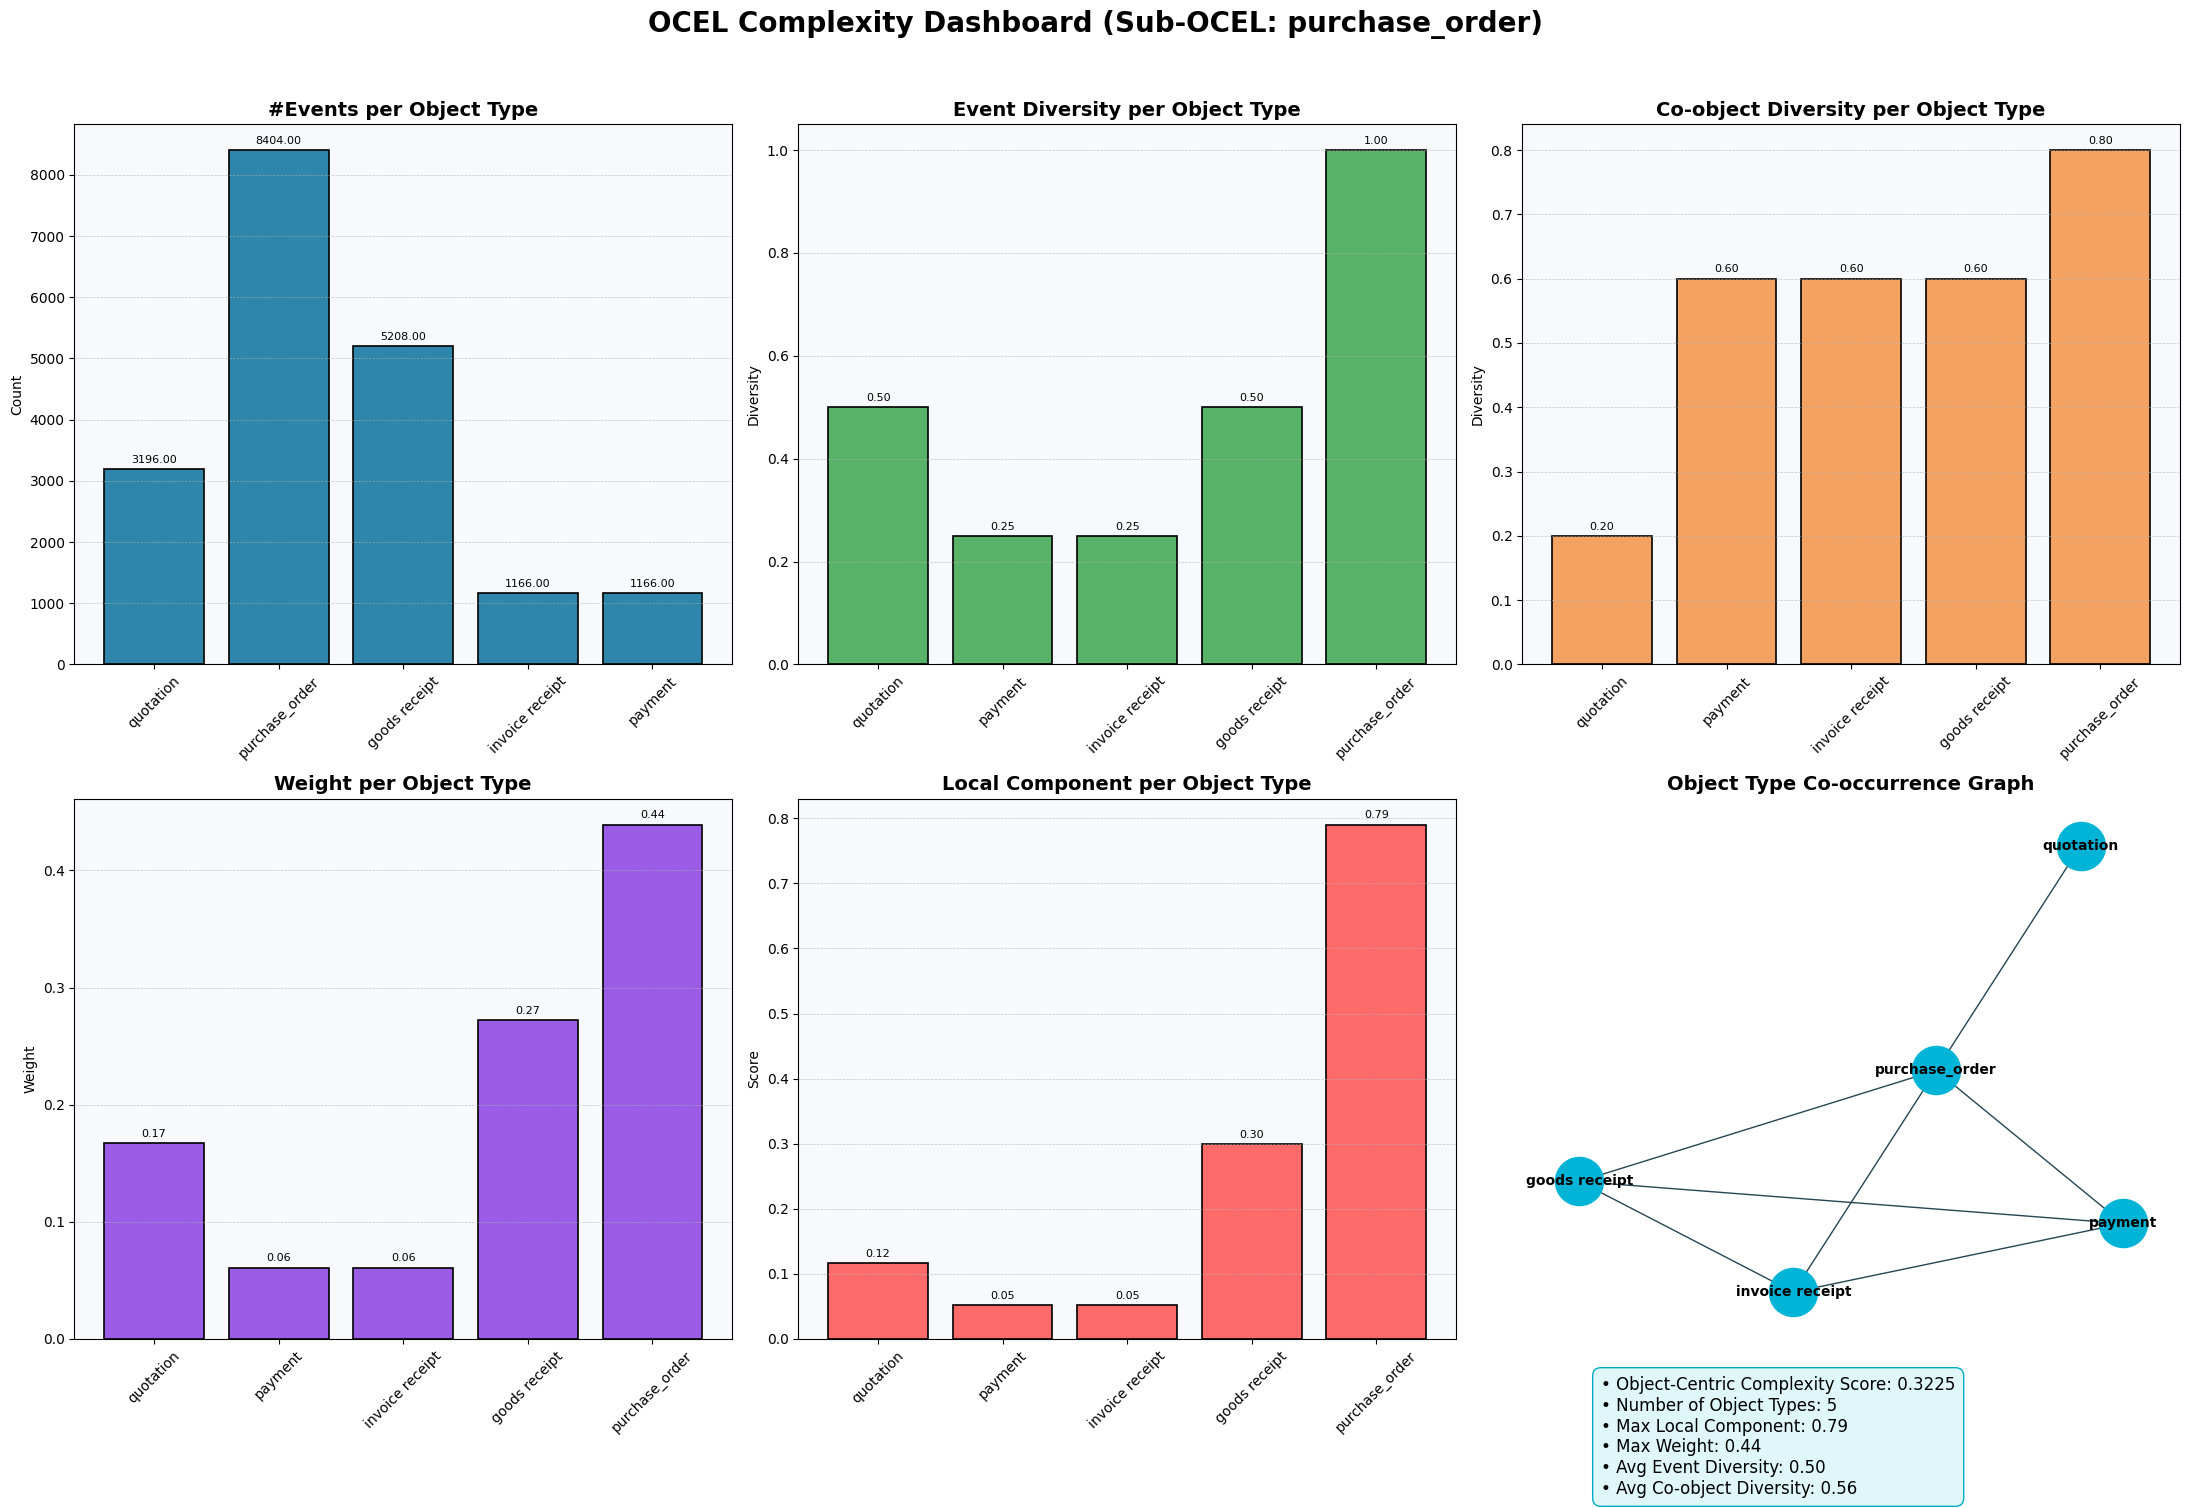 OCEL Complexity Dashboard (Sub-OCEL: purchase_order)
#Events per Object Type
Count
8000
7000
6000
5000
4000
3000
2000
1000
0
3196.00
8404.00
5208.00
1166.00
1166.00
quotation
purchase_order
goods receipt
invoice receipt
payment
Event Diversity per Object Type
Diversity
1.0
0.8
0.6
0.4
0.2
0.0
0.50
0.25
0.25
0.50
1.00
quotation
payment
invoice receipt
goods receipt
purchase_order
Co-object Diversity per Object Type
Diversity
0.8
0.7
0.6
0.5
0.4
0.3
0.2
0.1
0.0
0.20
0.60
0.60
0.60
0.80
quotation
payment
invoice receipt
goods receipt
purchase_order
Weight per Object Type
Weight
0.4
0.3
0.2
0.1
0.0
0.17
0.06
0.06
0.27
0.44
quotation
payment
invoice receipt
goods receipt
purchase_order
Local Component per Object Type
Score
0.8
0.7
0.6
0.5
0.4
0.3
0.2
0.1
0.0
0.12
0.05
0.05
0.30
0.79
quotation
payment
invoice receipt
goods receipt
purchase_order
Object Type Co-occurrence Graph
quotation
purchase_order
goods receipt
payment
invoice receipt
• Object-Centric Complexity Score: 0.3225
• Number of Object Types: 5
• Max Local Component: 0.79
• Max Weight: 0.44
• Avg Event Diversity: 0.50
• Avg Co-object Diversity: 0.56